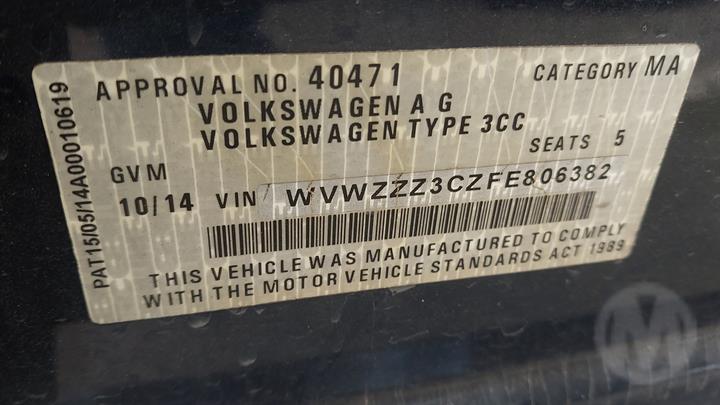 APPROVAL NO. 40471 CATEGORY MA
VOLKSWAGEN A G
VOLKSWAGEN TYPE 3CC
SEATS 5
GVM
10/14 VIN WVWZZZ3CZFE806382
THIS VEHICLE WAS MANUFACTURED TO COMPLY
WITH THE MOTOR VEHICLE STANDARDS ACT 1989
PAT15/05/14A00010619
M